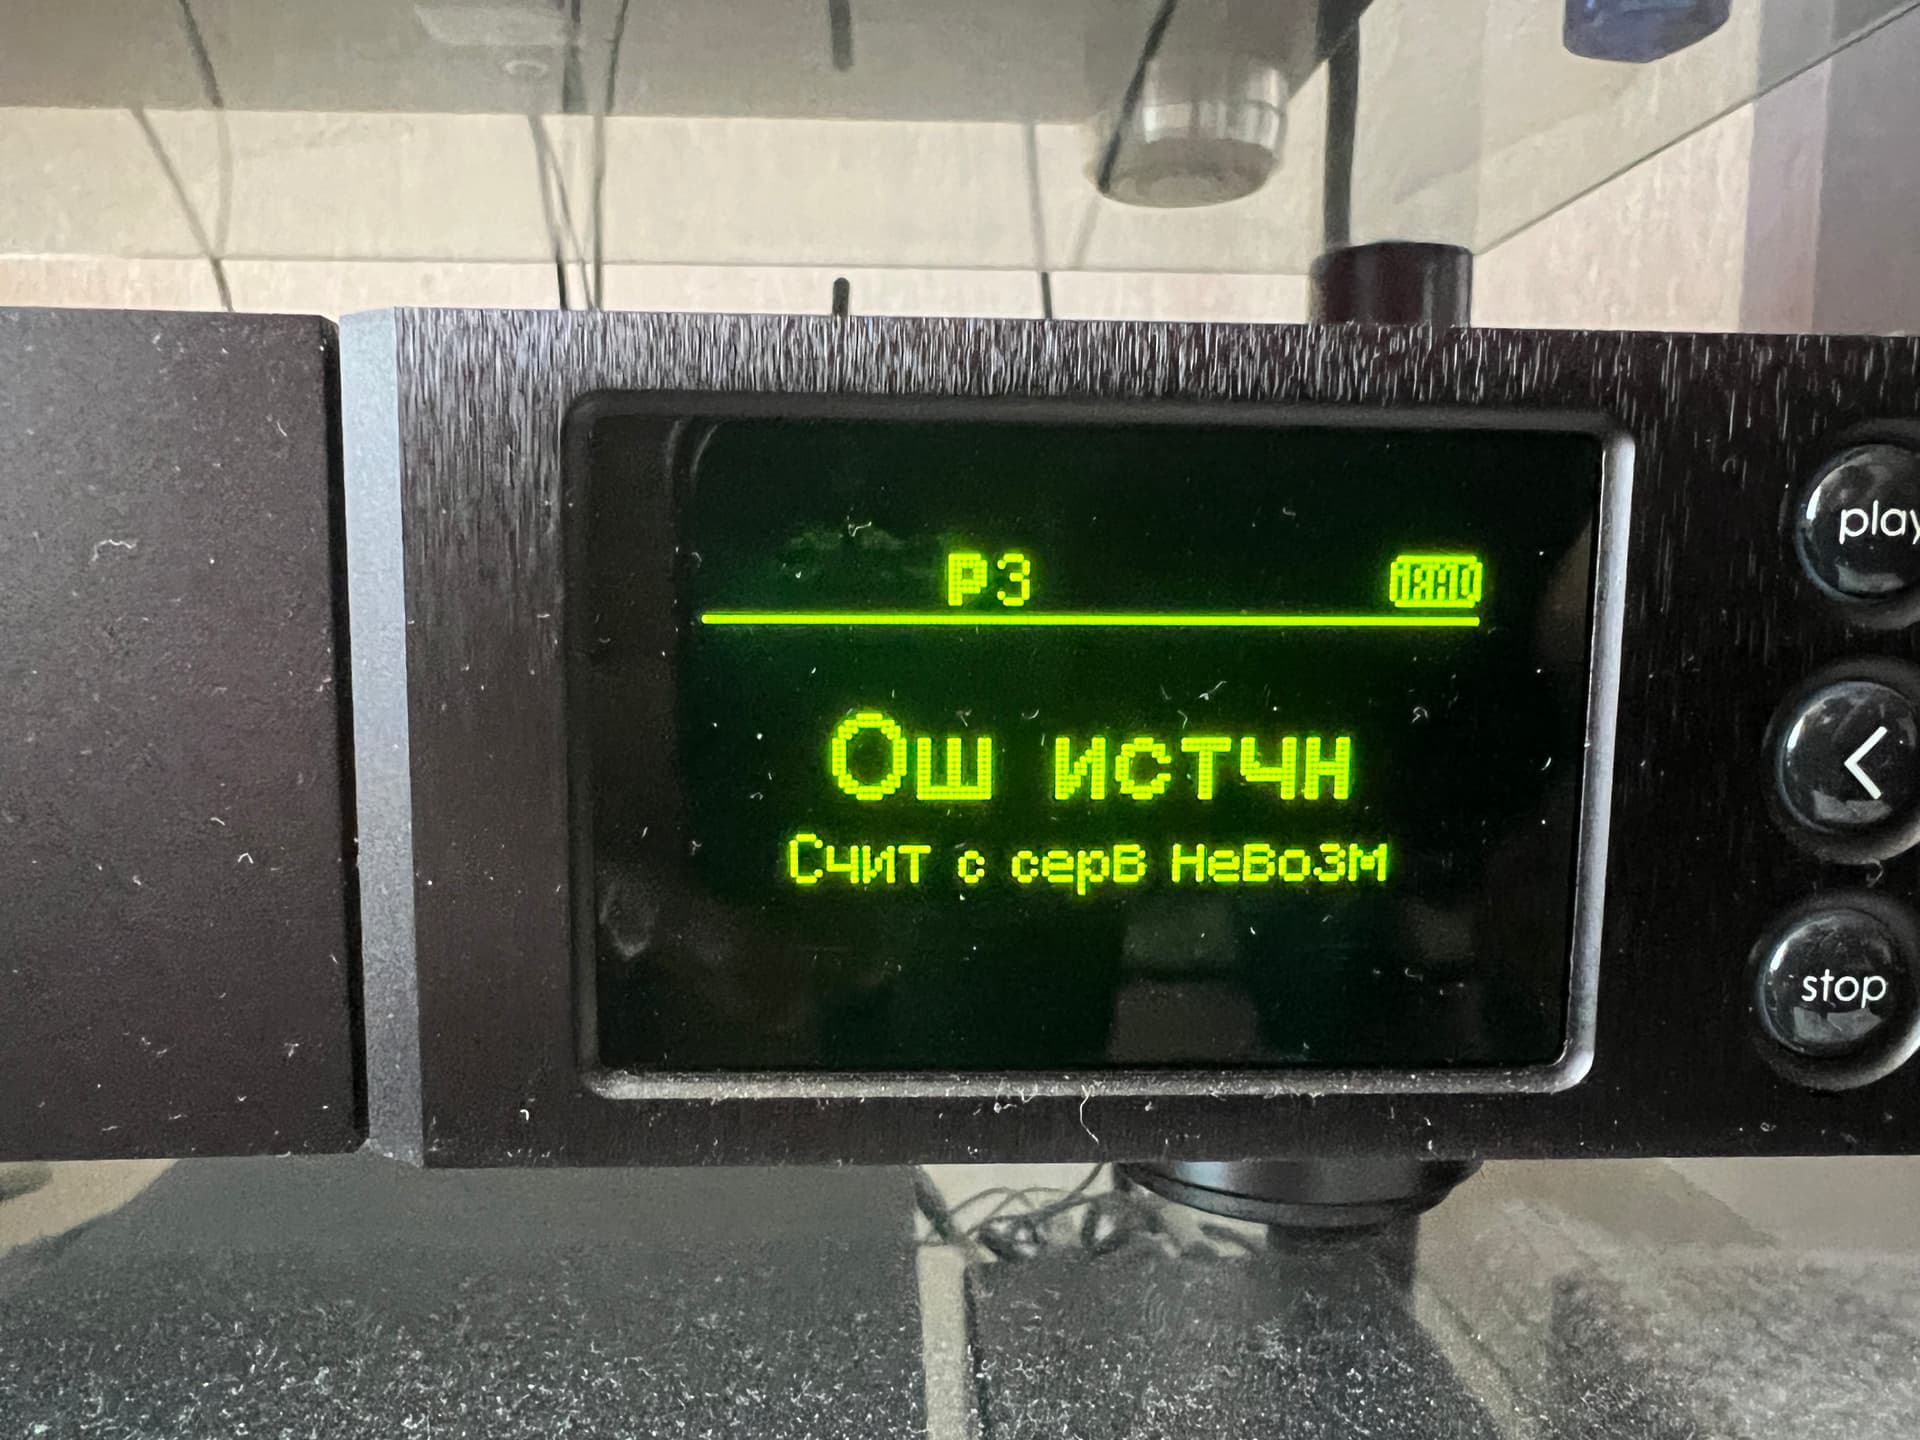 P3
Ош истчн
Счит с серв невозм
play
<
stop